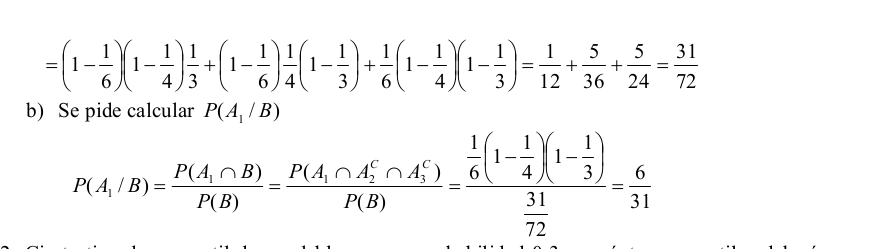 = (1 - 1/6)(1 - 1/4) 1/3 + (1 - 1/6) 1/4 (1 - 1/3) + 1/6 (1 - 1/4)(1 - 1/3) = 1/12 + 5/36 + 5/24 = 31/72
b) Se pide calcular P(A₁ / B)
P(A₁ / B) = P(A₁ ∩ B)/P(B) = P(A₁ ∩ A₂ᶜ ∩ A₃ᶜ)/P(B) = (1/6 (1 - 1/4)(1 - 1/3))/(31/72) = 6/31